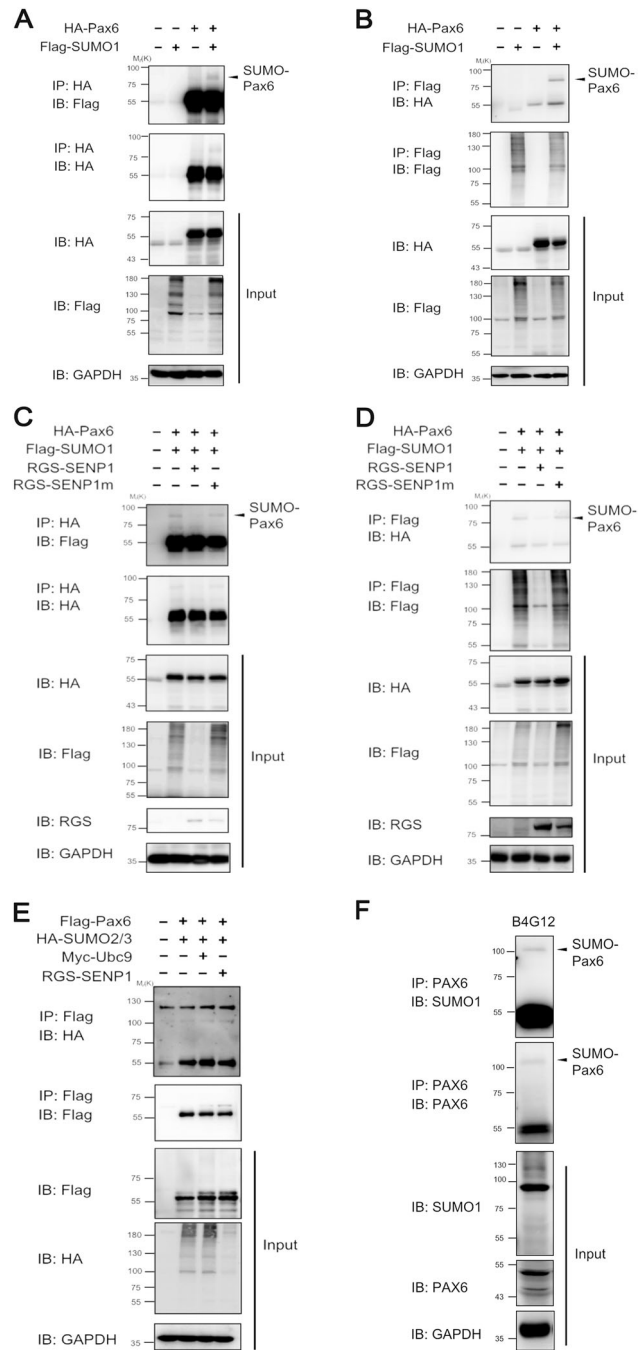 A
HA-Pax6 – – + +
Flag-SUMO1 – + – +
Mr(K)
100
75
55
IP: HA
IB: Flag
SUMO-
Pax6
100
75
55
IP: HA
IB: HA
75
55
43
IB: HA
180
130
100
75
55
IB: Flag
Input
IB: GAPDH
35
B
HA-Pax6 – – + +
Flag-SUMO1 – + – +
Mr(K)
100
75
55
IP: Flag
IB: HA
SUMO-
Pax6
180
130
100
75
55
IP: Flag
IB: Flag
75
55
43
IB: HA
180
130
100
75
55
IB: Flag
Input
IB: GAPDH
35
C
HA-Pax6 – + + +
Flag-SUMO1 – + + +
RGS-SENP1 – – + –
RGS-SENP1m – – – +
Mr(K)
100
75
55
IP: HA
IB: Flag
SUMO-
Pax6
100
75
55
IP: HA
IB: HA
75
55
43
IB: HA
180
130
100
75
55
IB: Flag
Input
IB: RGS
75
IB: GAPDH
35
D
HA-Pax6 – + + +
Flag-SUMO1 – + + +
RGS-SENP1 – – + –
RGS-SENP1m – – – +
Mr(K)
100
75
55
IP: Flag
IB: HA
SUMO-
Pax6
180
130
100
75
55
IP: Flag
IB: Flag
75
55
43
IB: HA
180
130
100
75
55
IB: Flag
Input
IB: RGS
75
IB: GAPDH
35
E
Flag-Pax6 – + + +
HA-SUMO2/3 – + + +
Myc-Ubc9 – – + –
RGS-SENP1 – – – +
Mr(K)
130
100
75
55
IP: Flag
IB: HA
75
55
IP: Flag
IB: Flag
75
55
IB: Flag
180
130
100
75
55
IB: HA
Input
IB: GAPDH
35
F
B4G12
100
75
55
IP: PAX6
IB: SUMO1
SUMO-
Pax6
100
75
55
IP: PAX6
IB: PAX6
SUMO-
Pax6
130
100
75
55
IB: SUMO1
Input
55
43
IB: PAX6
IB: GAPDH
35